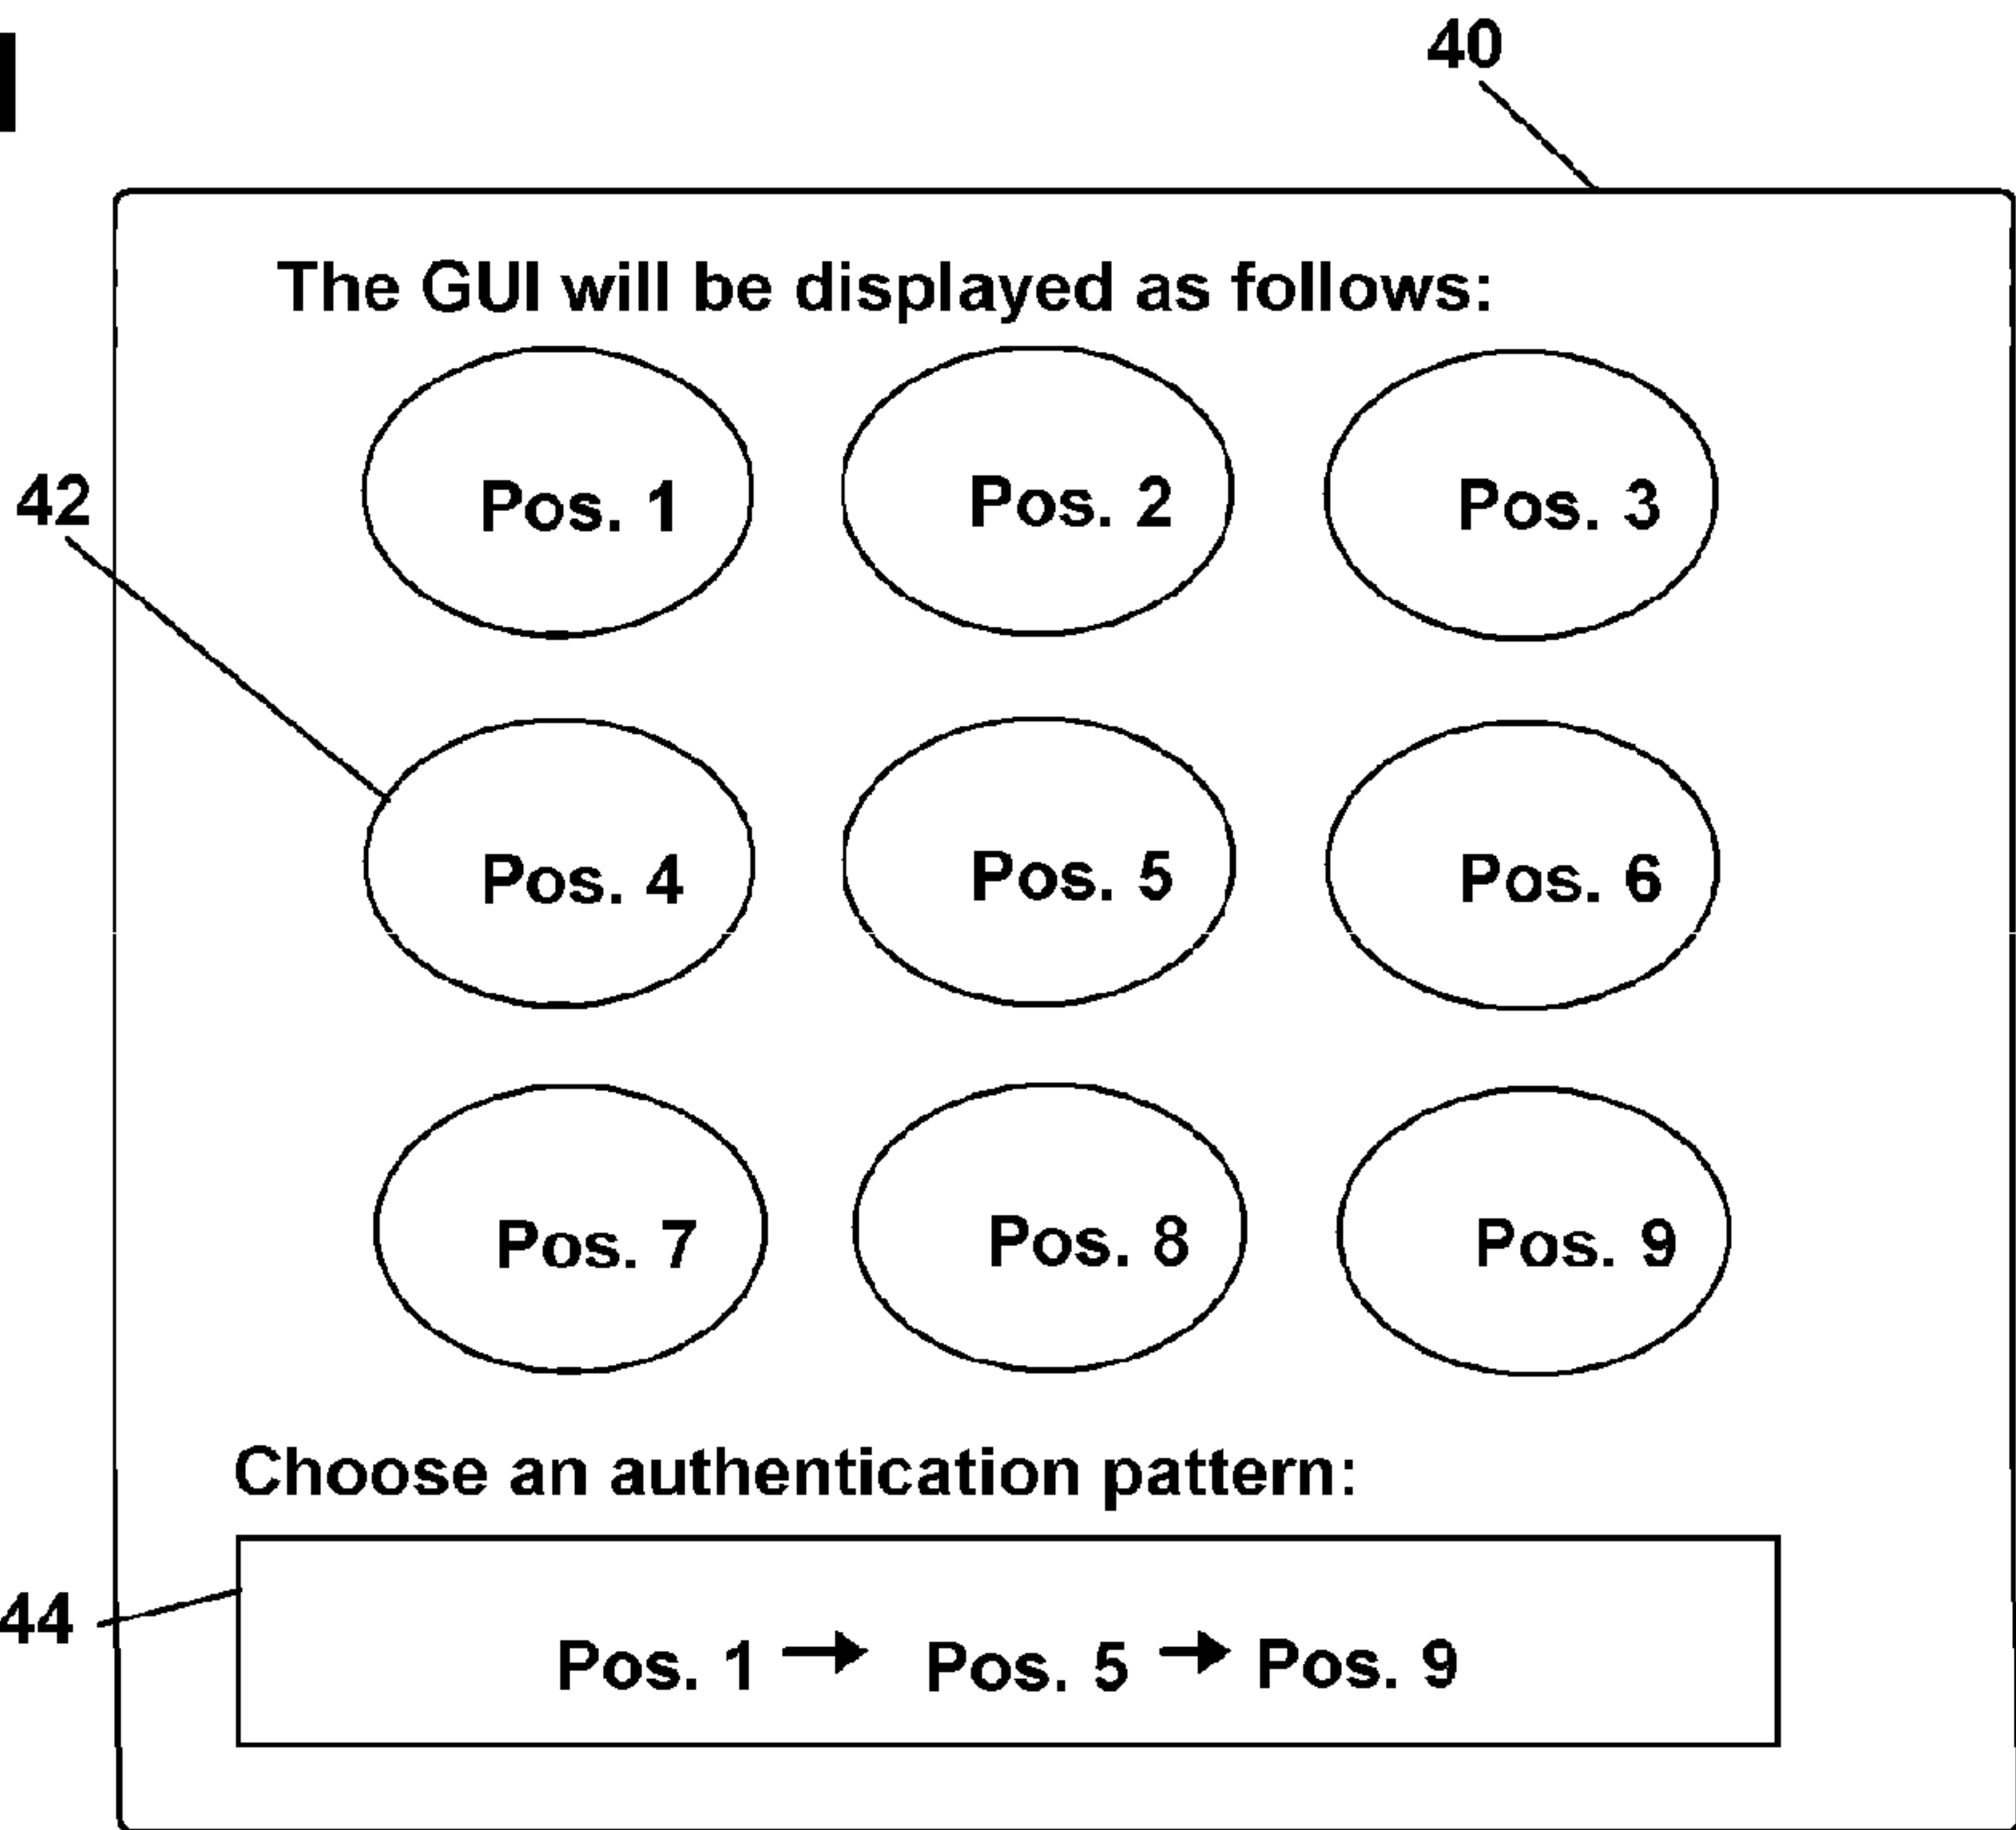 40
The GUI will be displayed as follows:
Pos. 1 Pos. 2 Pos. 3
42
Pos. 4 Pos. 5 Pos. 6
Pos. 7 Pos. 8 Pos. 9
Choose an authentication pattern:
44
Pos. 1 → Pos. 5 → Pos. 9